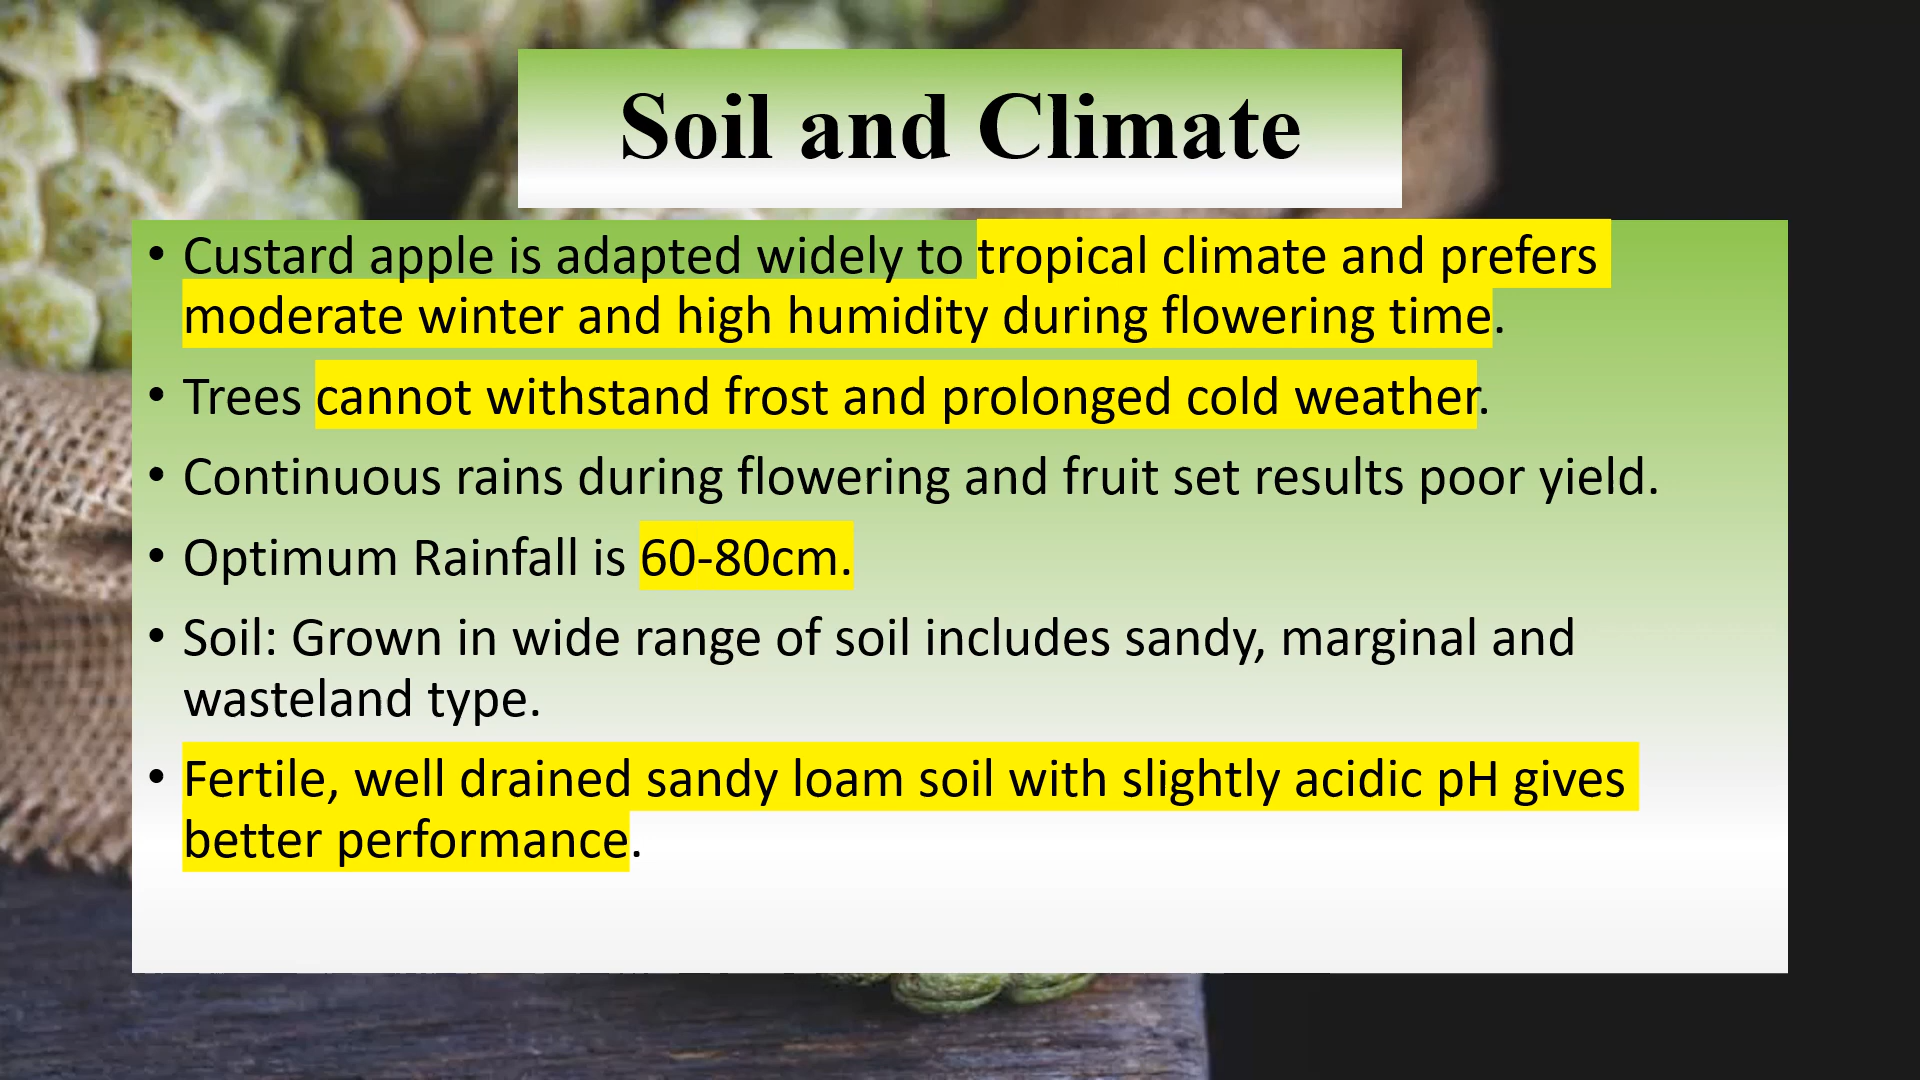 Soil and Climate
• Custard apple is adapted widely to tropical climate and prefers
moderate winter and high humidity during flowering time.
• Trees cannot withstand frost and prolonged cold weather.
• Continuous rains during flowering and fruit set results poor yield.
• Optimum Rainfall is 60-80cm.
• Soil: Grown in wide range of soil includes sandy, marginal and
wasteland type.
• Fertile, well drained sandy loam soil with slightly acidic pH gives
better performance.